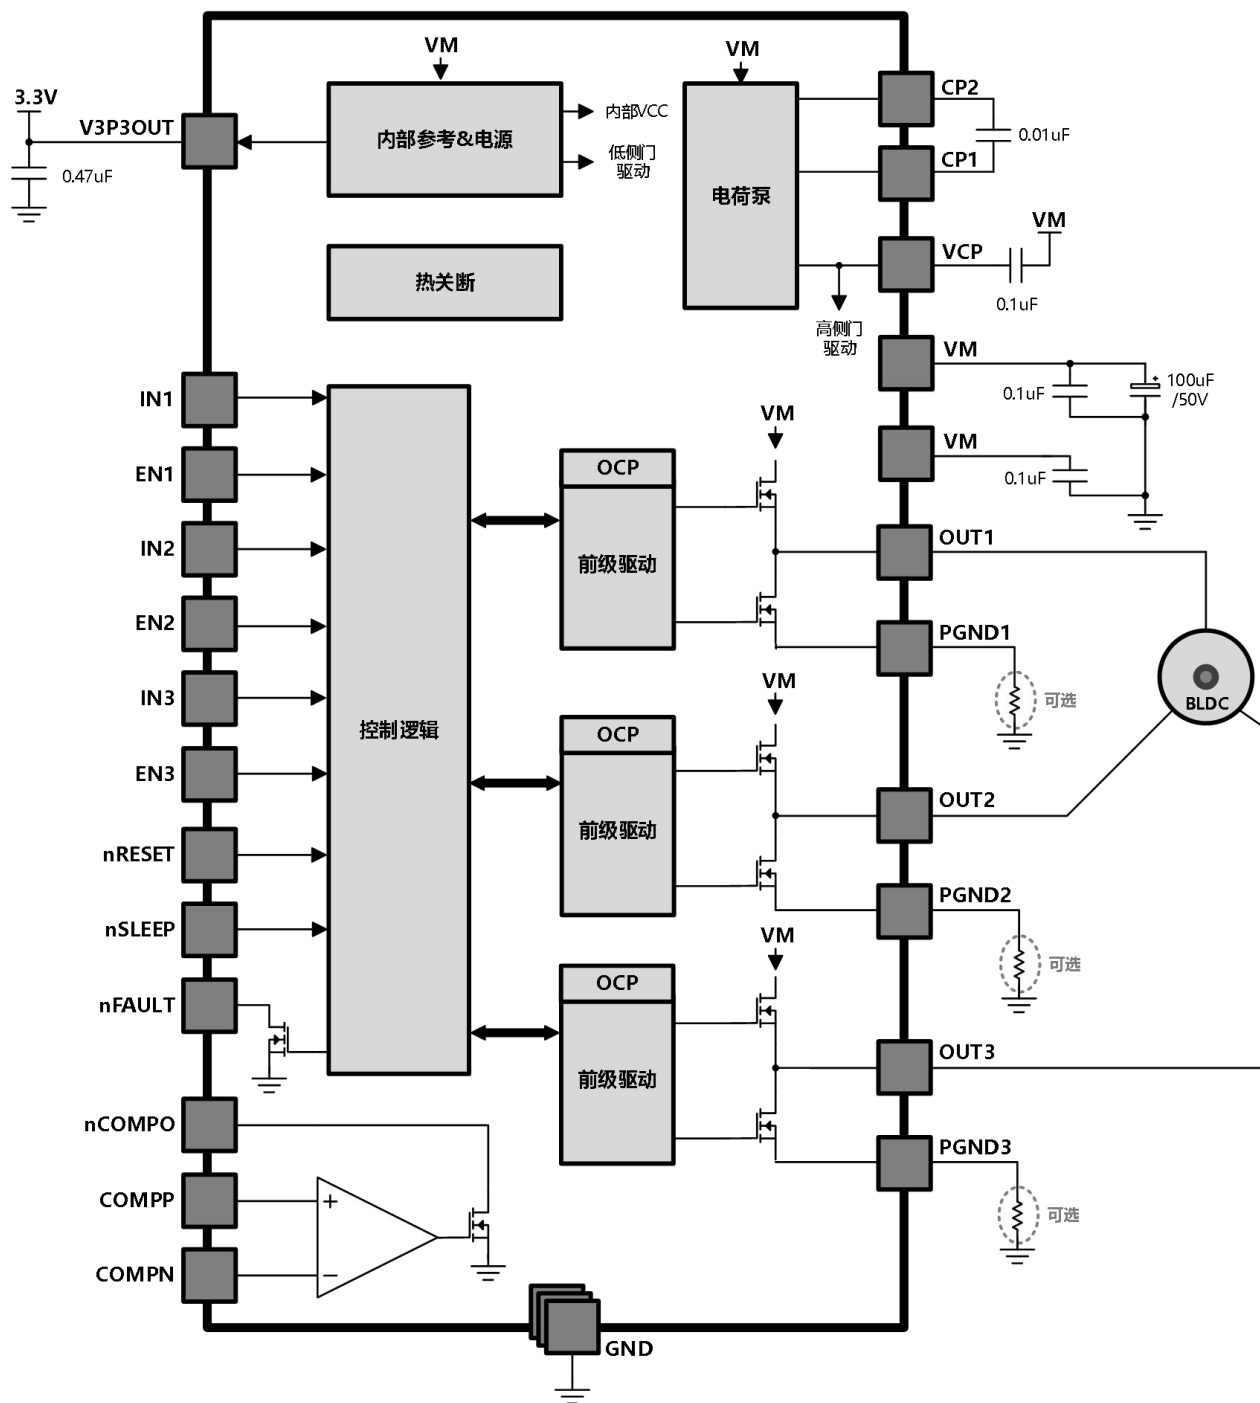 VM
VM
3.3V
V3P3OUT
0.47uF
内部参考&电源
内部VCC
低侧门
驱动
电荷泵
CP2
0.01uF
CP1
VCP
VM
0.1uF
高侧门
驱动
热关断
VM
0.1uF
+
100uF
/50V
VM
0.1uF
IN1
EN1
IN2
EN2
IN3
EN3
nRESET
nSLEEP
nFAULT
控制逻辑
VM
OCP
前级驱动
OUT1
PGND1
可选
BLDC
VM
OCP
前级驱动
OUT2
PGND2
可选
VM
OCP
前级驱动
OUT3
PGND3
可选
nCOMPO
COMPP
+
COMPN
−
GND